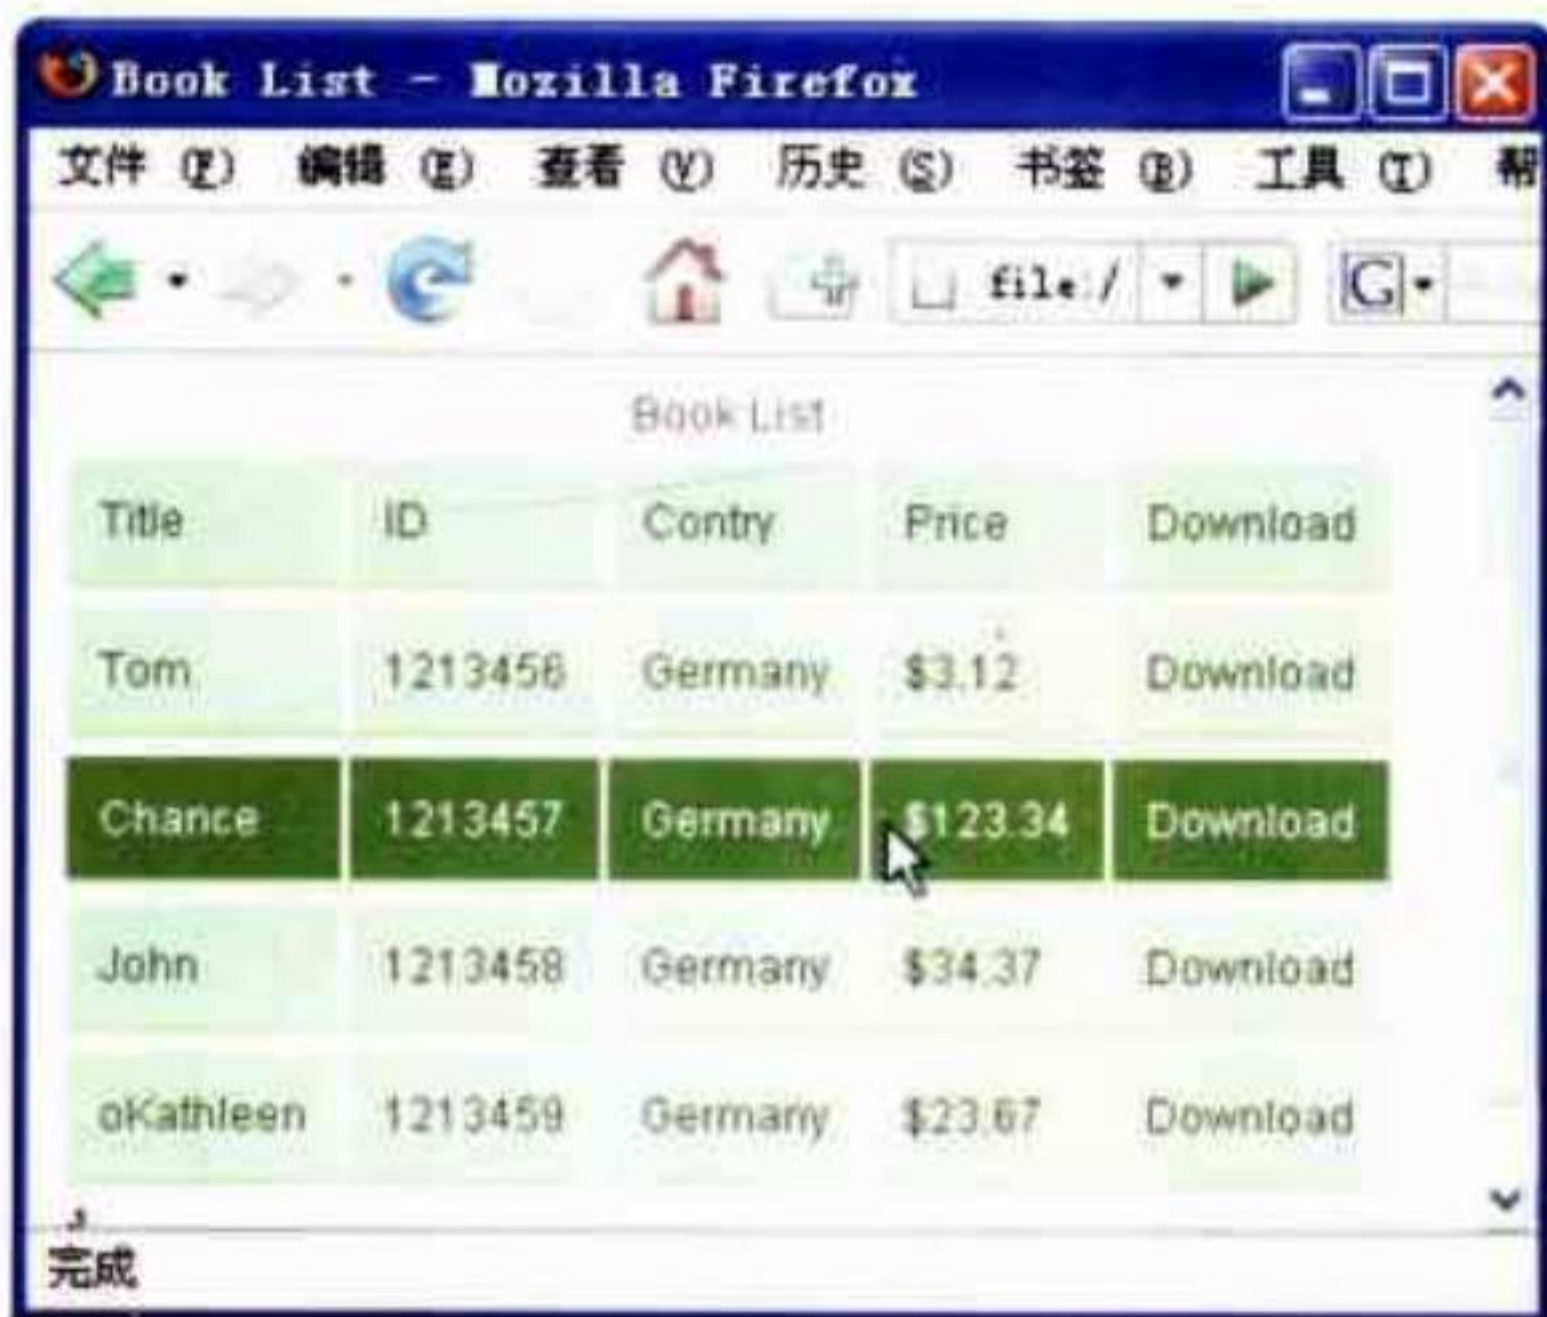 Book List - Mozilla Firefox
文件 (F) 编辑 (E) 查看 (V) 历史 (S) 书签 (B) 工具 (T) 帮
file:/ G
Book List
Title ID Contry Price Download
Tom 1213456 Germany $3.12 Download
Chance 1213457 Germany $123.34 Download
John 1213458 Germany $34.37 Download
oKathleen 1213459 Germany $23.67 Download
完成